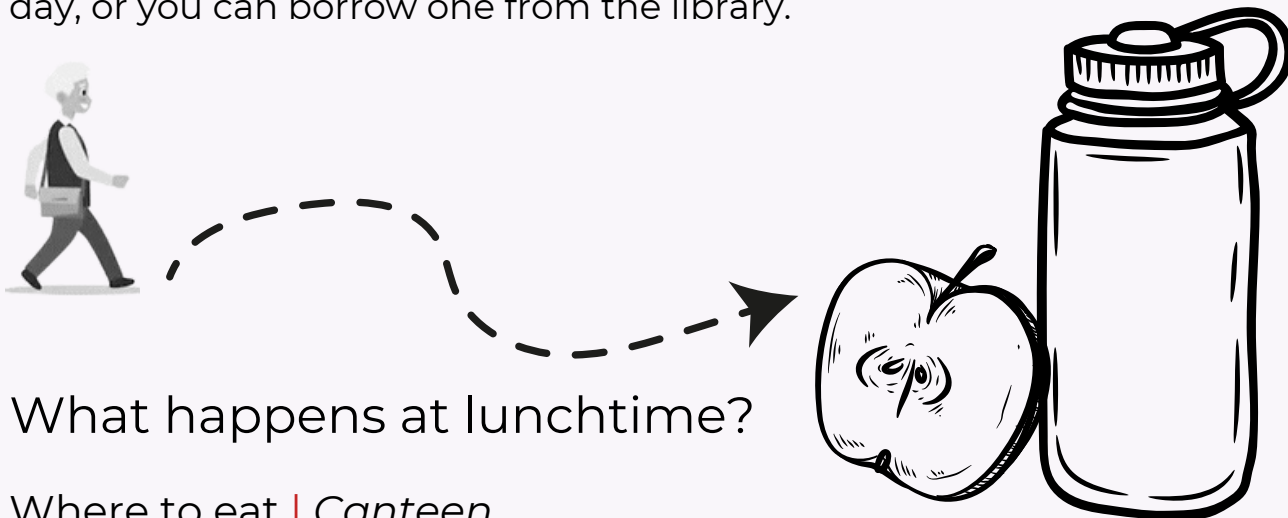 day, or you can borrow one from the library.
What happens at lunchtime?
Where to eat | Canteen